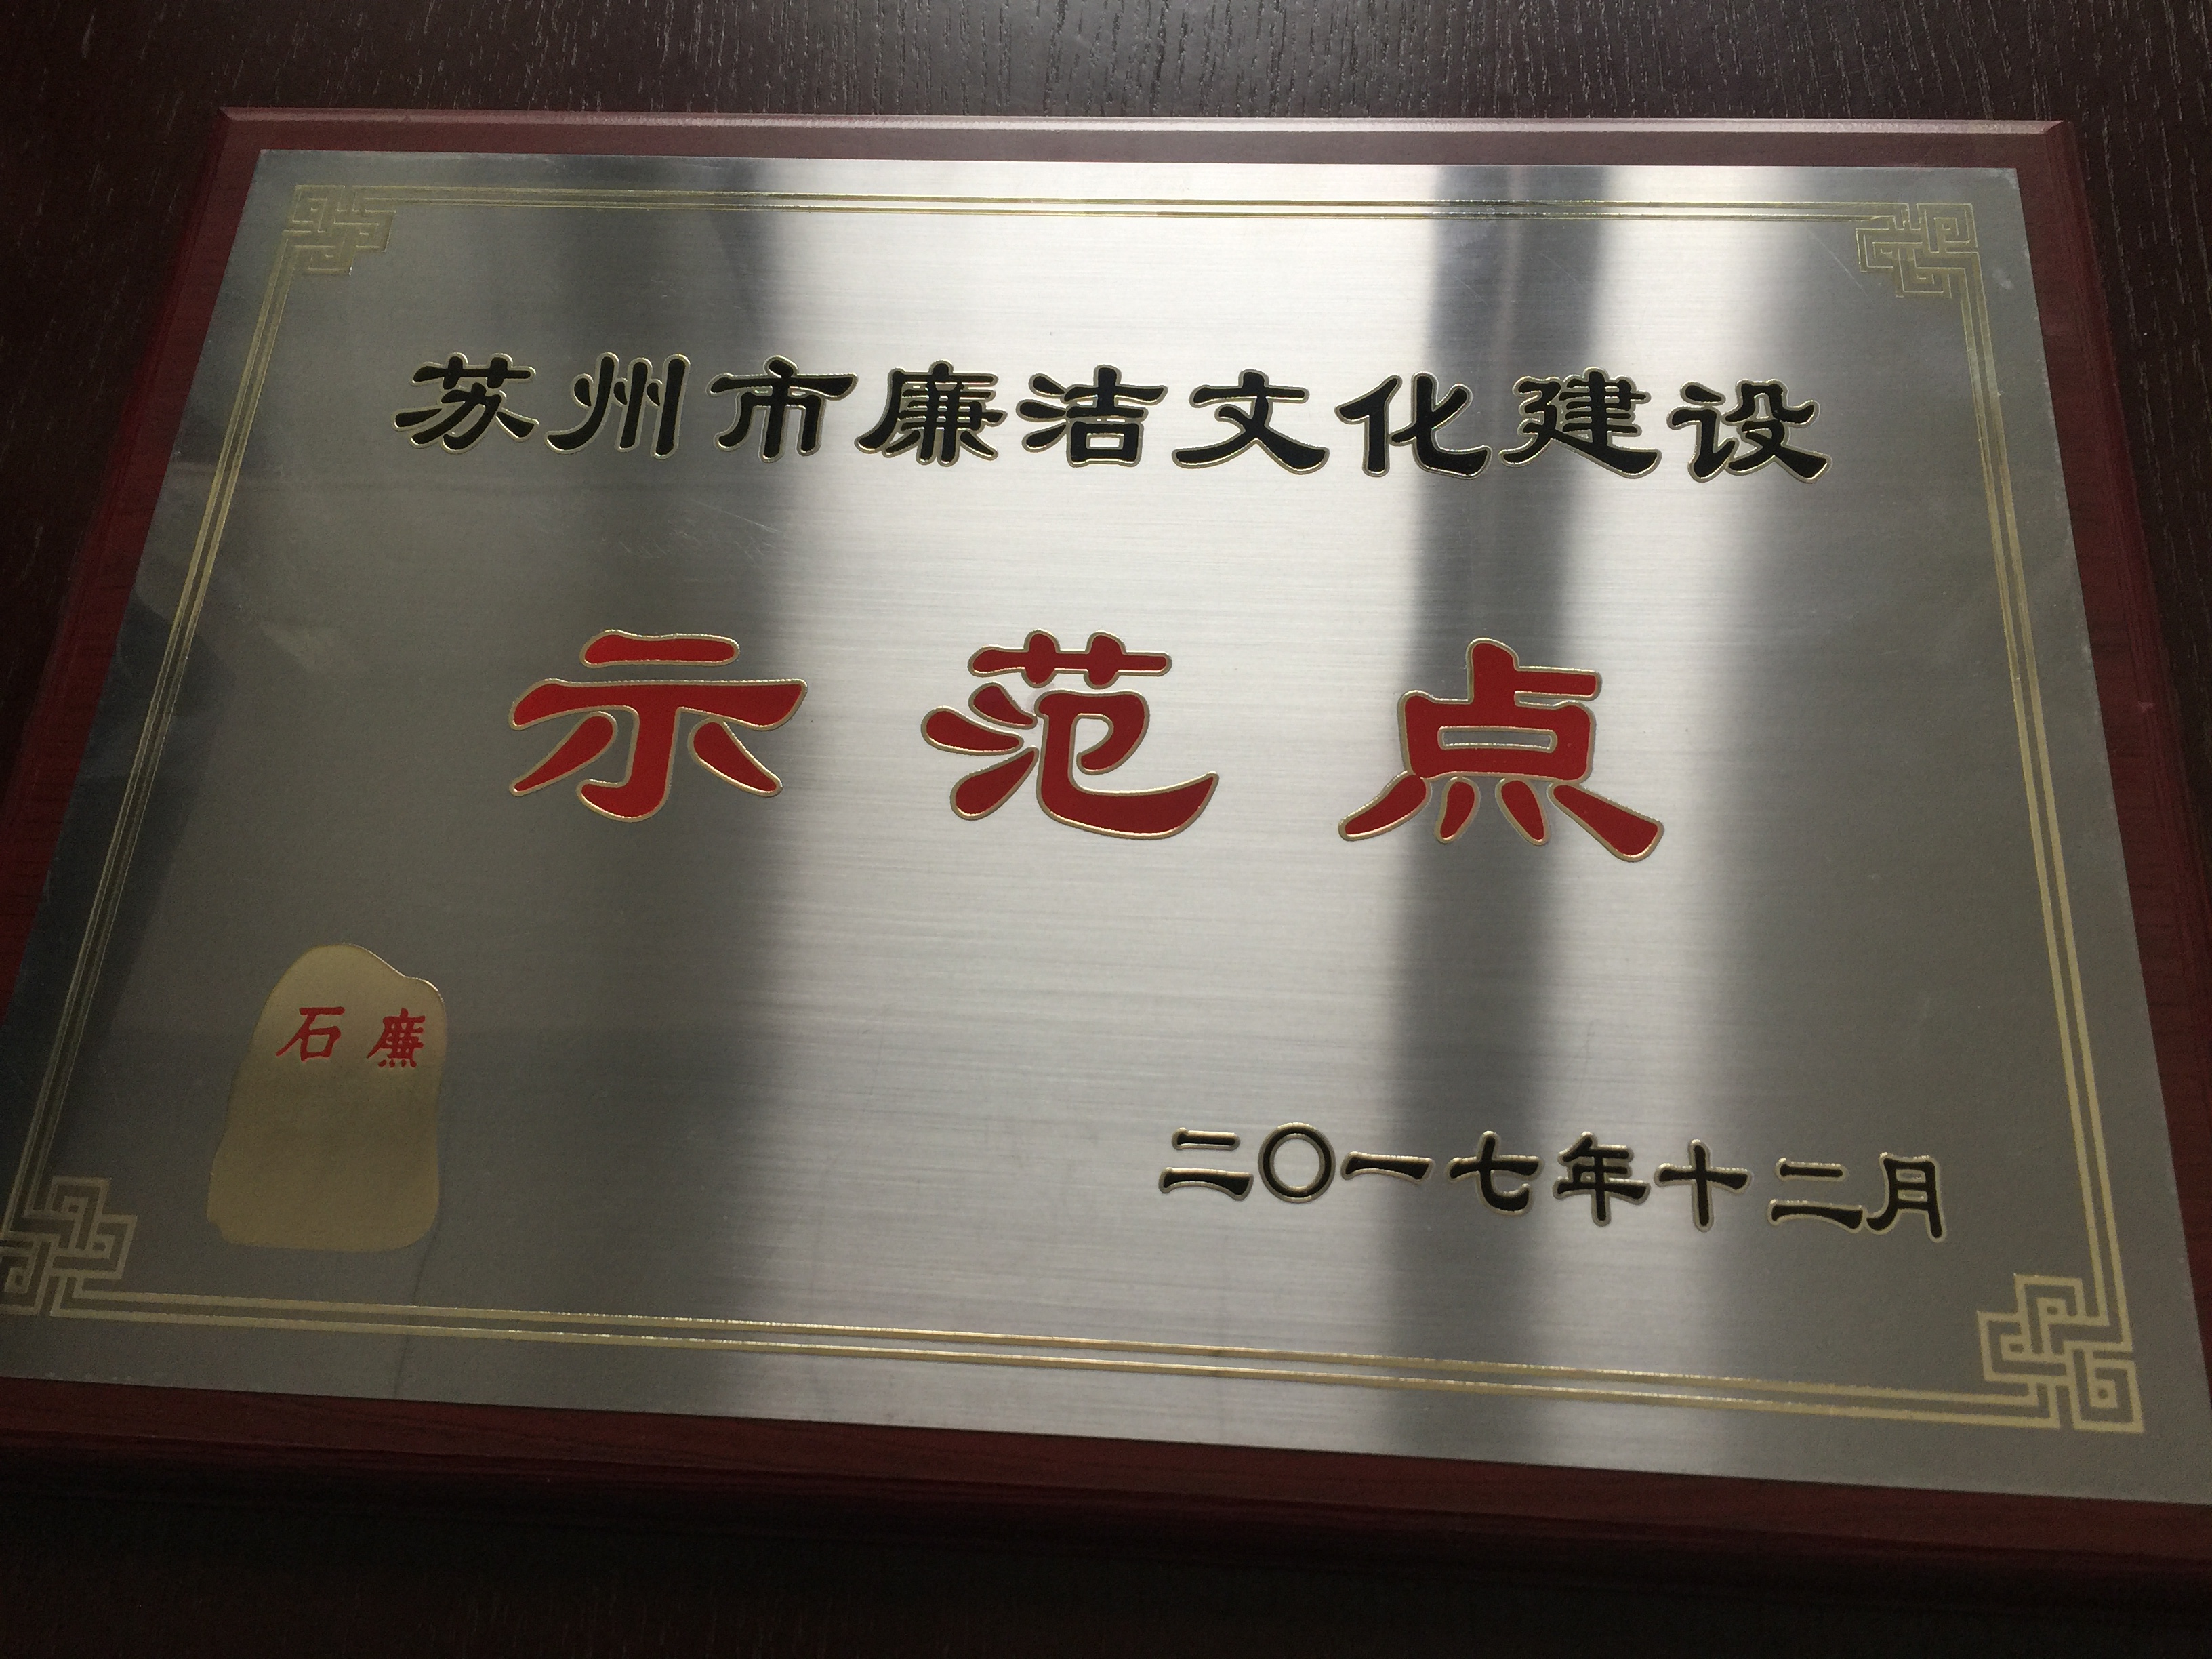 苏州市廉洁文化建设
示范点
石廉
二〇一七年十二月